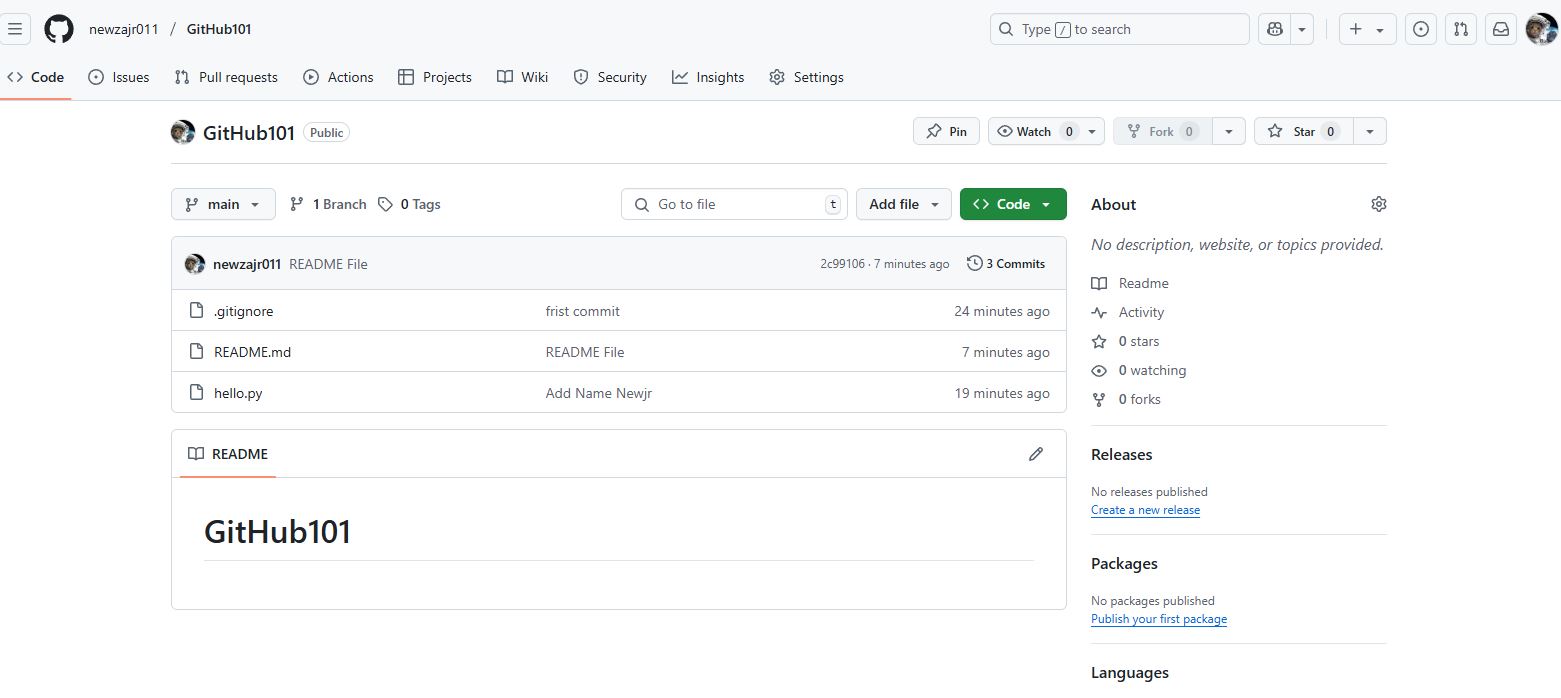 newzajr011 / GitHub101
Type / to search
Code Issues Pull requests Actions Projects Wiki Security Insights Settings
GitHub101 Public
Pin Watch 0 Fork 0 Star 0
main 1 Branch 0 Tags Go to file t Add file Code
newzajr011 README File 2c99106 · 7 minutes ago 3 Commits
.gitignore frist commit 24 minutes ago
README.md README File 7 minutes ago
hello.py Add Name Newjr 19 minutes ago
README
GitHub101
About
No description, website, or topics provided.
Readme
Activity
0 stars
0 watching
0 forks
Releases
No releases published
Create a new release
Packages
No packages published
Publish your first package
Languages